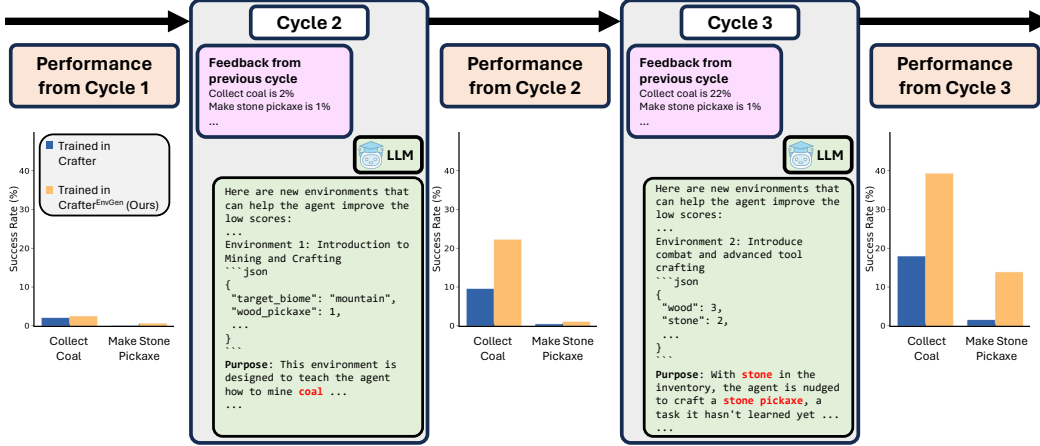 Performance
from Cycle 1
Success Rate (%)
40
30
20
10
0
Trained in
Crafter
Trained in
Crafter^EnvGen (Ours)
Collect
Coal
Make Stone
Pickaxe
Cycle 2
Feedback from
previous cycle
Collect coal is 2%
Make stone pickaxe is 1%
...
LLM
Here are new environments that
can help the agent improve the
low scores:
...
Environment 1: Introduction to
Mining and Crafting
```json
{
"target_biome": "mountain",
"wood_pickaxe": 1,
...
}
```
Purpose: This environment is
designed to teach the agent
how to mine coal ...
...
Performance
from Cycle 2
Success Rate (%)
40
30
20
10
0
Collect
Coal
Make Stone
Pickaxe
Cycle 3
Feedback from
previous cycle
Collect coal is 22%
Make stone pickaxe is 1%
...
LLM
Here are new environments that
can help the agent improve the
low scores:
...
Environment 2: Introduce
combat and advanced tool
crafting
```json
{
"wood": 3,
"stone": 2,
...
}
```
Purpose: With stone in the
inventory, the agent is nudged
to craft a stone pickaxe, a
task it hasn't learned yet ...
...
Performance
from Cycle 3
Success Rate (%)
40
30
20
10
0
Collect
Coal
Make Stone
Pickaxe